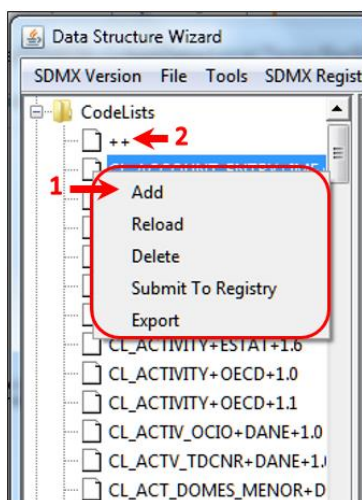 Data Structure Wizard
SDMX Version File Tools SDMX Regist
CodeLists
++ 2
1 Add
Reload
Delete
Submit To Registry
Export
CL_ACTIVITY+ESTAT+1.6
CL_ACTIVITY+OECD+1.0
CL_ACTIVITY+OECD+1.1
CL_ACTIV_OCIO+DANE+1.0
CL_ACTV_TDCNR+DANE+1.
CL_ACT_DOMES_MENOR+D